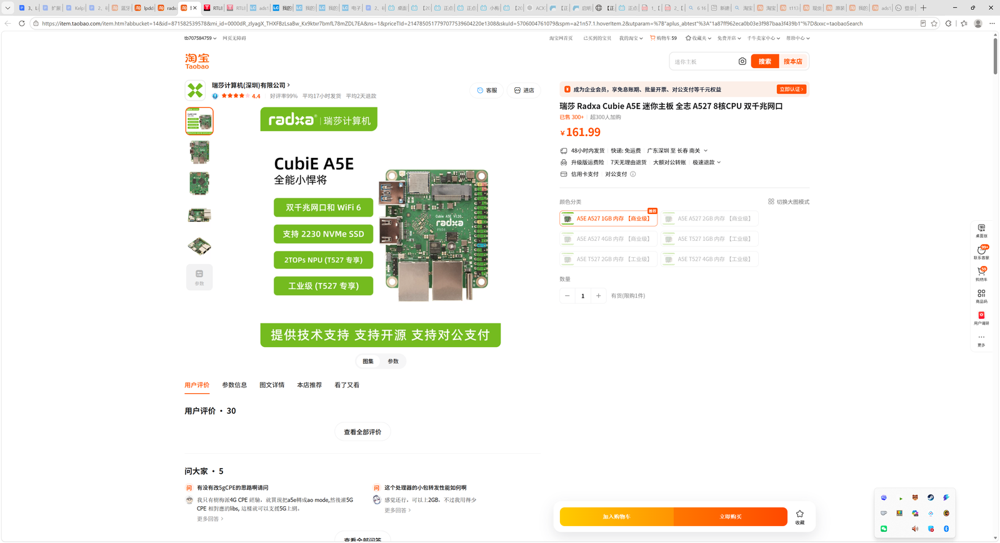 https://item.taobao.com/item.htm?abbucket=14&id=871582539578&mi_id=0000dR_zlyagX_THXFBzLsaBw_Kx9ktxr7bmfL78mZDL7EA&ns=1&priceTId=2147850517797077539604220e1308&skuId=5706004761079&spm=a21n57.1.hoverItem.2&utparam=%7B"aplus_abtest"%3A"1a87ff962eca0b03e3f987baa3f439b1"%7D&xxc=taobaoSearch
tb707584759 网页无障碍
淘宝网首页 已买到的宝贝 我的淘宝 购物车59 收藏夹 免费开店 千牛卖家中心 帮助中心
淘宝
Taobao
迷你主板 搜索 搜本店
瑞莎计算机(深圳)有限公司
4.4 好评率99% 平均17小时发货 平均2天退款
客服 进店
参数
radxa 瑞莎计算机
CubiE A5E
全能小悍将
双千兆网口和 WiFi 6
支持 2230 NVMe SSD
2TOPs NPU (T527 专享)
工业级 (T527 专享)
提供技术支持 支持开源 支持对公支付
图集 参数
成为企业会员，享免息账期、批量开票、对公支付等千元权益 立即认证
瑞莎 Radxa Cubie A5E 迷你主板 全志 A527 8核CPU 双千兆网口
已售 300+ 超300人加购
¥161.99
48小时内发货 快递: 免运费 广东深圳 至 长春 南关
升级版运费险 7天无理由退货 大额对公转账 极速退款
信用卡支付 对公支付
颜色分类 切换大图模式
推荐
A5E A527 1GB 内存 【商业级】 A5E A527 2GB 内存 【商业级】
A5E A527 4GB 内存 【商业级】 A5E T527 1GB 内存 【工业级】
A5E T527 2GB 内存 【工业级】 A5E T527 4GB 内存 【工业级】
数量
1 有货(限购1件)
用户评价 参数信息 图文详情 本店推荐 看了又看
用户评价 · 30
查看全部评价
问大家 · 5
问 有没有改5gCPE的思路啊请问
我只有樹梅派4G CPE 經驗，就買現把a5e轉成ao mode,然後灌5G
CPE 相對應的libs, 這樣就可以支援5G上網。
更多回答
问 这个处理器的小包转发性能如何啊
感觉还行，可以上2GB，不过我用得少
更多回答
查看全部问答
加入购物车 立即购买 收藏
桌面版
99+
联系客服
59
购物车
商品码
用户调研
更多